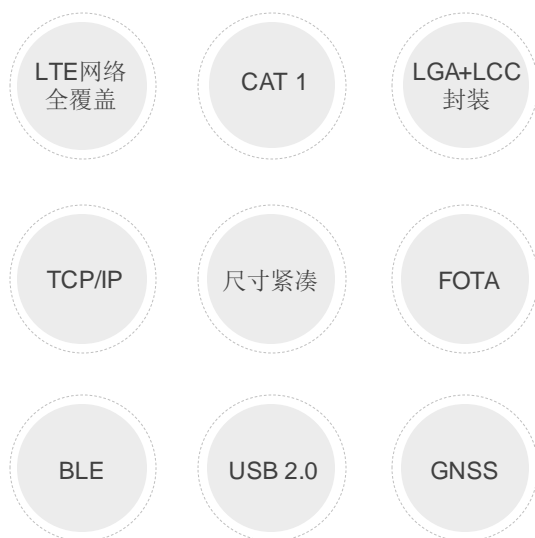 LTE网络
全覆盖
CAT 1
LGA+LCC
封装
TCP/IP
尺寸紧凑
FOTA
BLE
USB 2.0
GNSS